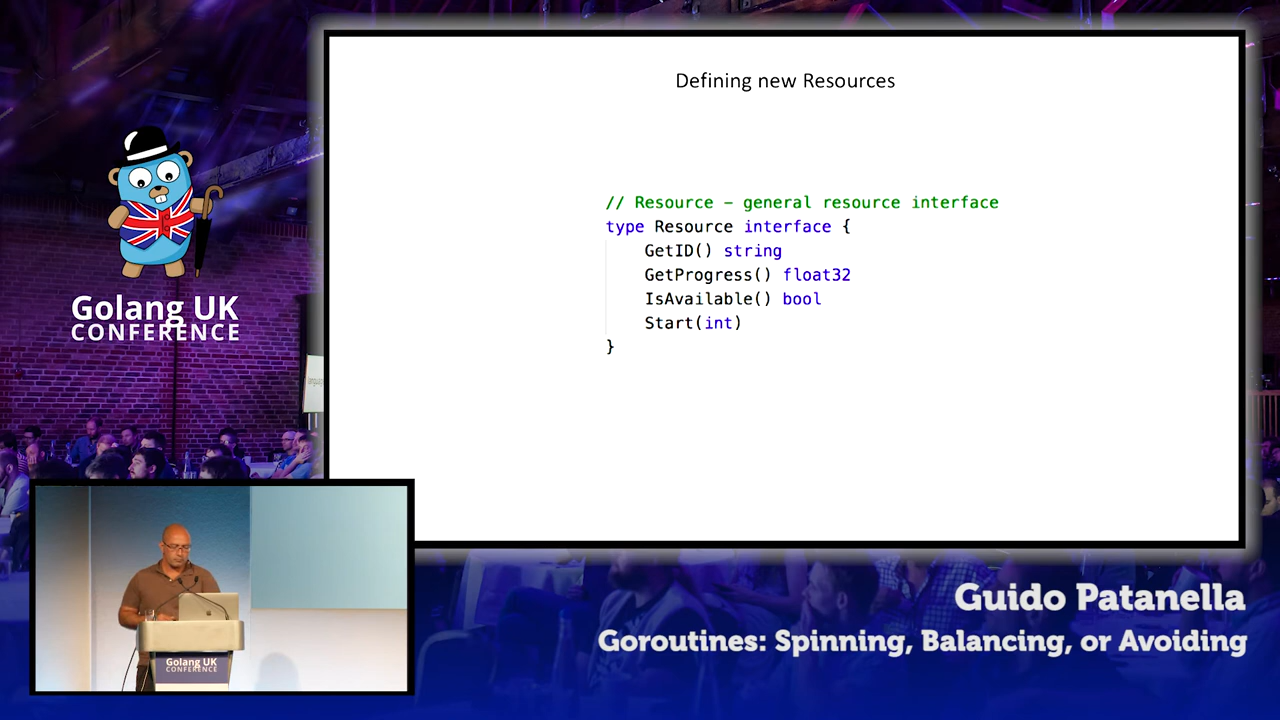 Defining new Resources
// Resource – general resource interface
type Resource interface {
GetID() string
GetProgress() float32
IsAvailable() bool
Start(int)
}
Golang UK
CONFERENCE
Golang UK
CONFERENCE
Guido Patanella
Goroutines: Spinning, Balancing, or Avoiding